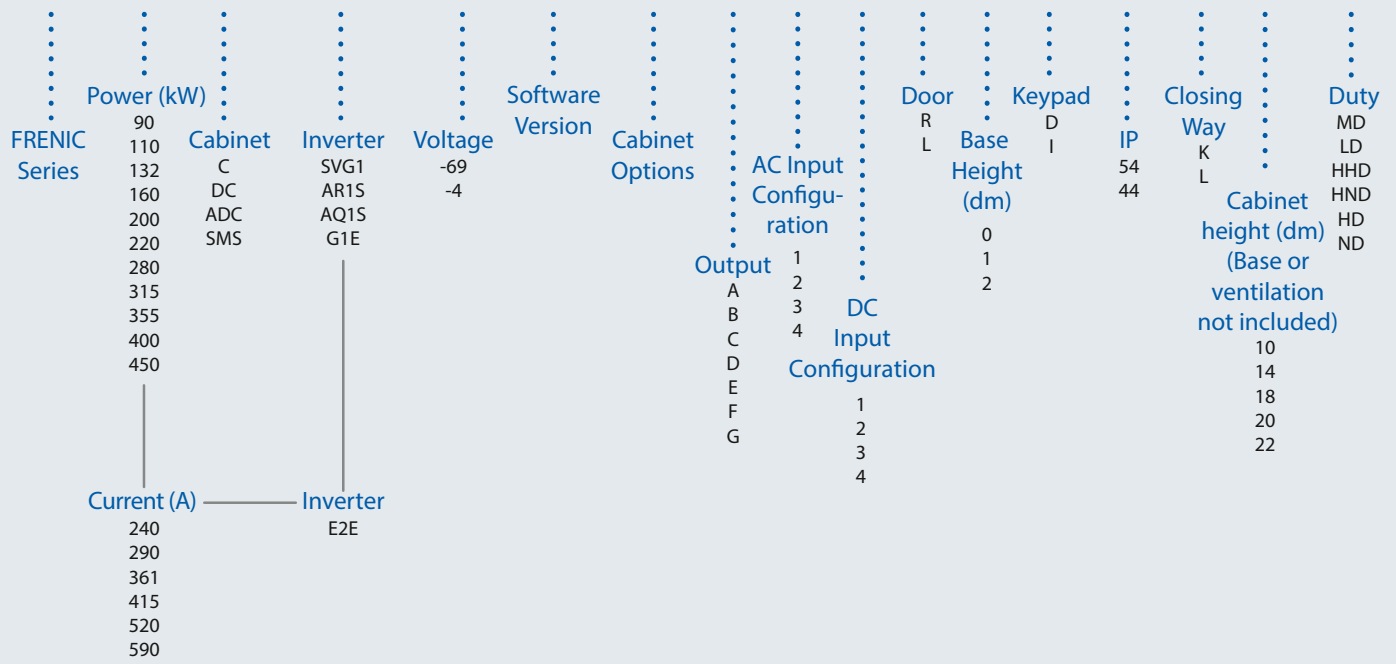 FRENIC
Series
Power (kW)
90
110
132
160
200
220
280
315
355
400
450
Current (A)
240
290
361
415
520
590
Cabinet
C
DC
ADC
SMS
Inverter
SVG1
AR1S
AQ1S
G1E
Inverter
E2E
Voltage
-69
-4
Software
Version
Cabinet
Options
Output
A
B
C
D
E
F
G
AC Input
Configu-
ration
1
2
3
4
DC
Input
Configuration
1
2
3
4
Door
R
L
Base
Height
(dm)
0
1
2
Keypad
D
I
IP
54
44
Closing
Way
K
L
Cabinet
height (dm)
(Base or
ventilation
not included)
10
14
18
20
22
Duty
MD
LD
HHD
HND
HD
ND